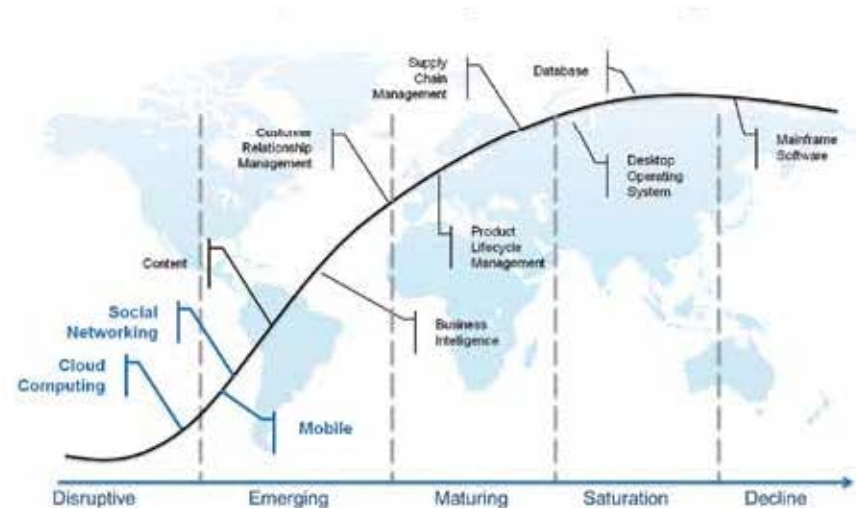 Supply
Chain
Management
Database
Customer
Relationship
Management
Mainframe
Software
Desktop
Operating
System
Product
Lifecycle
Management
Content
Business
Intelligence
Social
Networking
Cloud
Computing
Mobile
Disruptive
Emerging
Maturing
Saturation
Decline